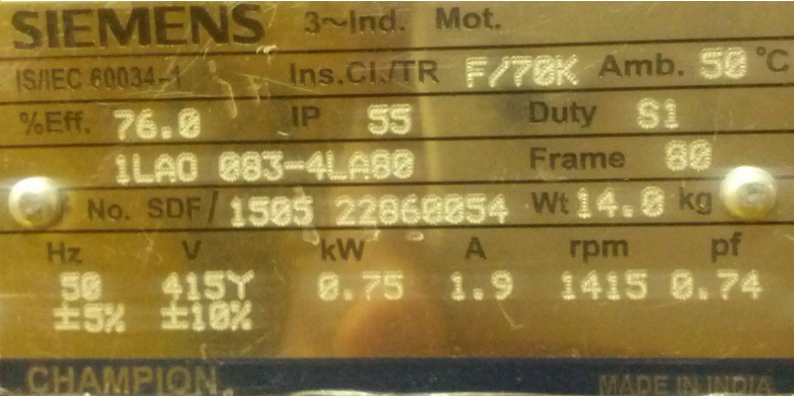 SIEMENS 3~Ind. Mot.
IS/IEC 60034-1 Ins.Cl./TR F/70K Amb. 50 °C
%Eff. 76.0 IP 55 Duty S1
1LA0 083-4LA80 Frame 80
No. SDF/ 1505 22860054 Wt 14.0 kg
Hz V kW A rpm pf
50 415Y 0.75 1.9 1415 0.74
±5% ±10%
CHAMPION MADE IN INDIA